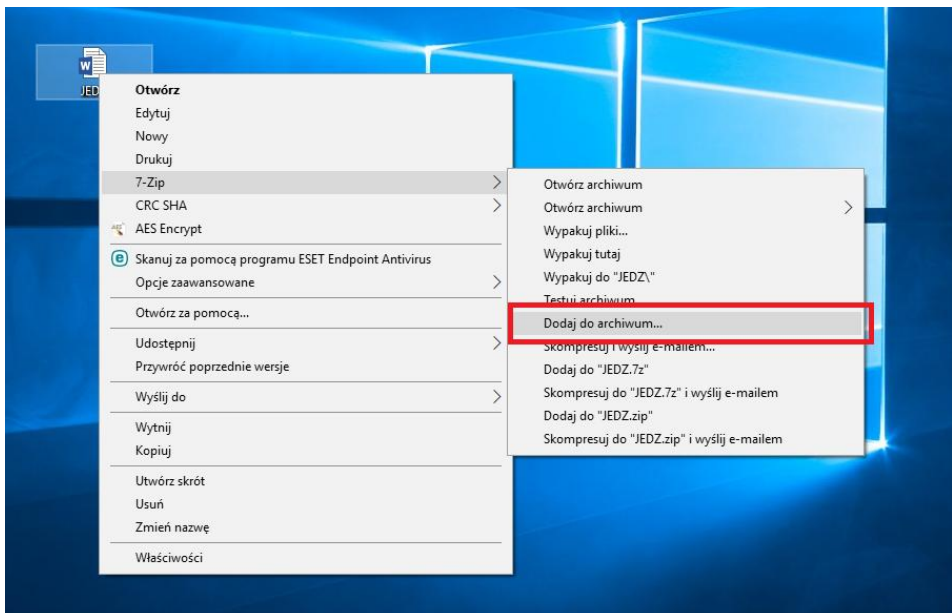 JED
Otwórz
Edytuj
Nowy
Drukuj
7-Zip
CRC SHA
AES Encrypt
Skanuj za pomocą programu ESET Endpoint Antivirus
Opcje zaawansowane
Otwórz za pomocą...
Udostępnij
Przywróć poprzednie wersje
Wyślij do
Wytnij
Kopiuj
Utwórz skrót
Usuń
Zmień nazwę
Właściwości
Otwórz archiwum
Otwórz archiwum
Wypakuj pliki...
Wypakuj tutaj
Wypakuj do "JEDZ\"
Testuj archiwum
Dodaj do archiwum...
Skompresuj i wyślij e-mailem...
Dodaj do "JEDZ.7z"
Skompresuj do "JEDZ.7z" i wyślij e-mailem
Dodaj do "JEDZ.zip"
Skompresuj do "JEDZ.zip" i wyślij e-mailem